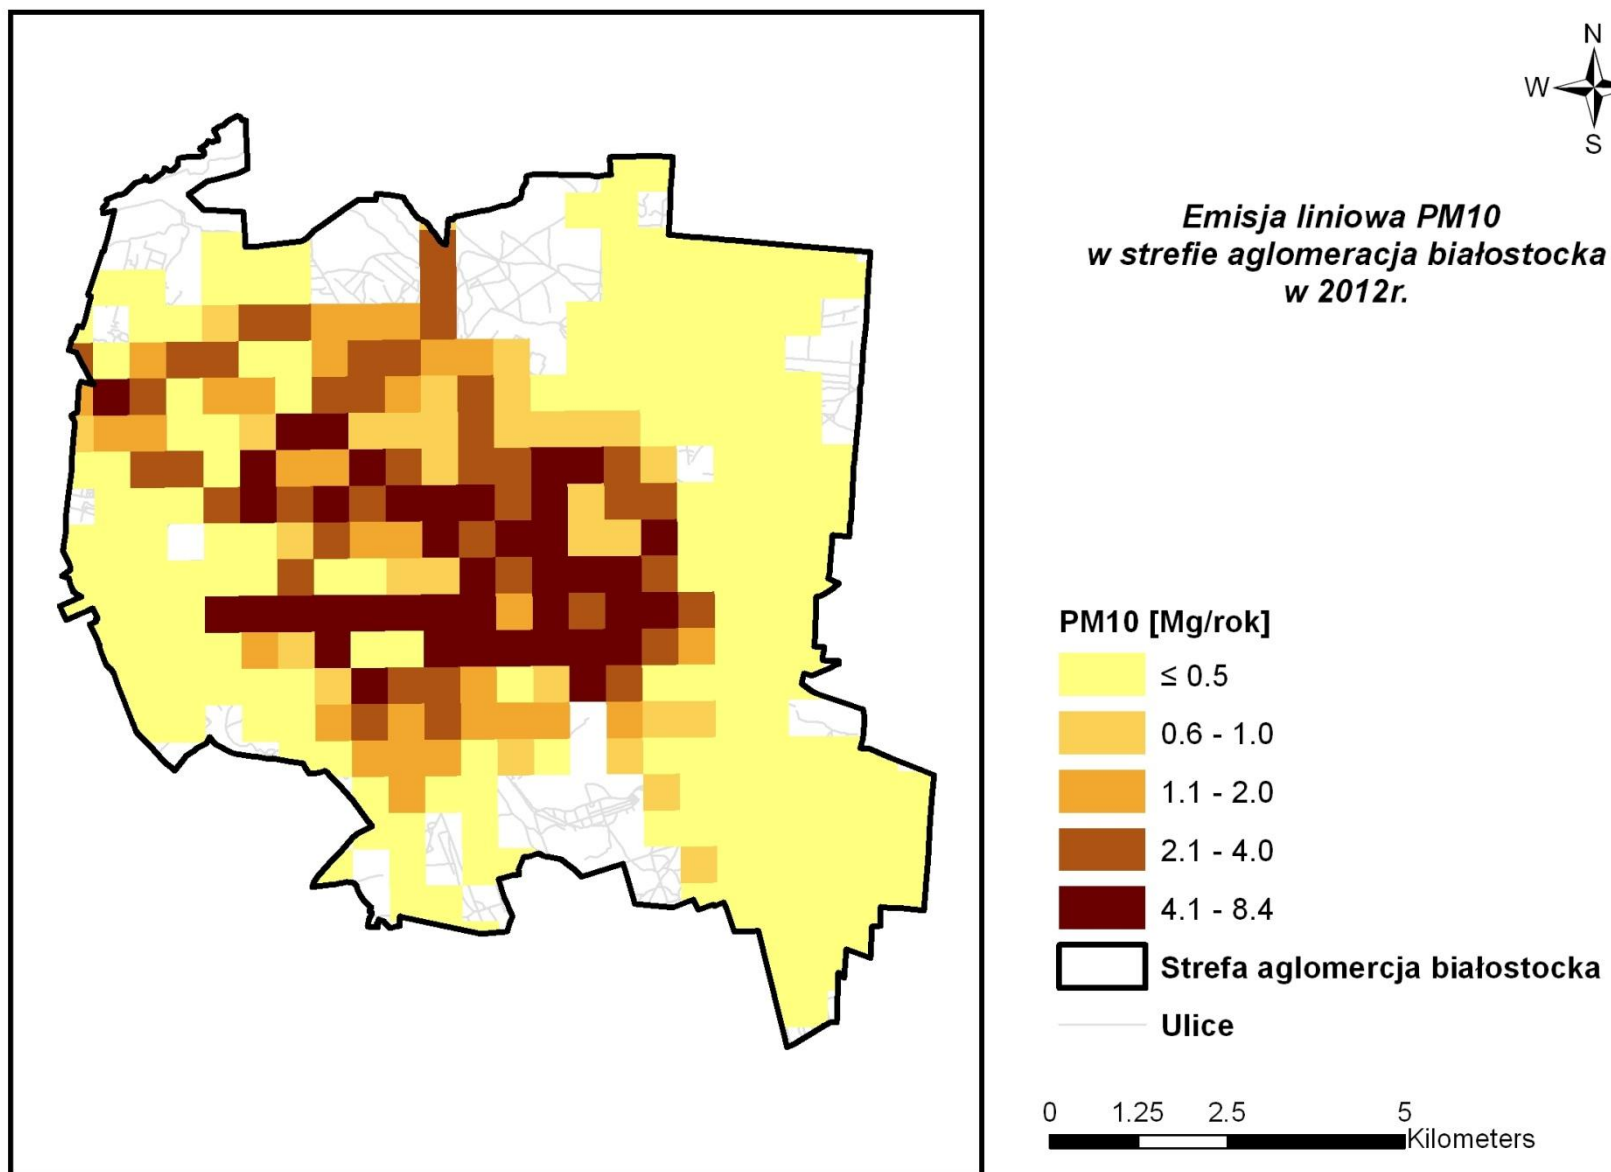 N
W
S
Emisja liniowa PM10
w strefie aglomeracja białostocka
w 2012r.
PM10 [Mg/rok]
≤ 0.5
0.6 - 1.0
1.1 - 2.0
2.1 - 4.0
4.1 - 8.4
Strefa aglomercja białostocka
Ulice
0 1.25 2.5 5
Kilometers